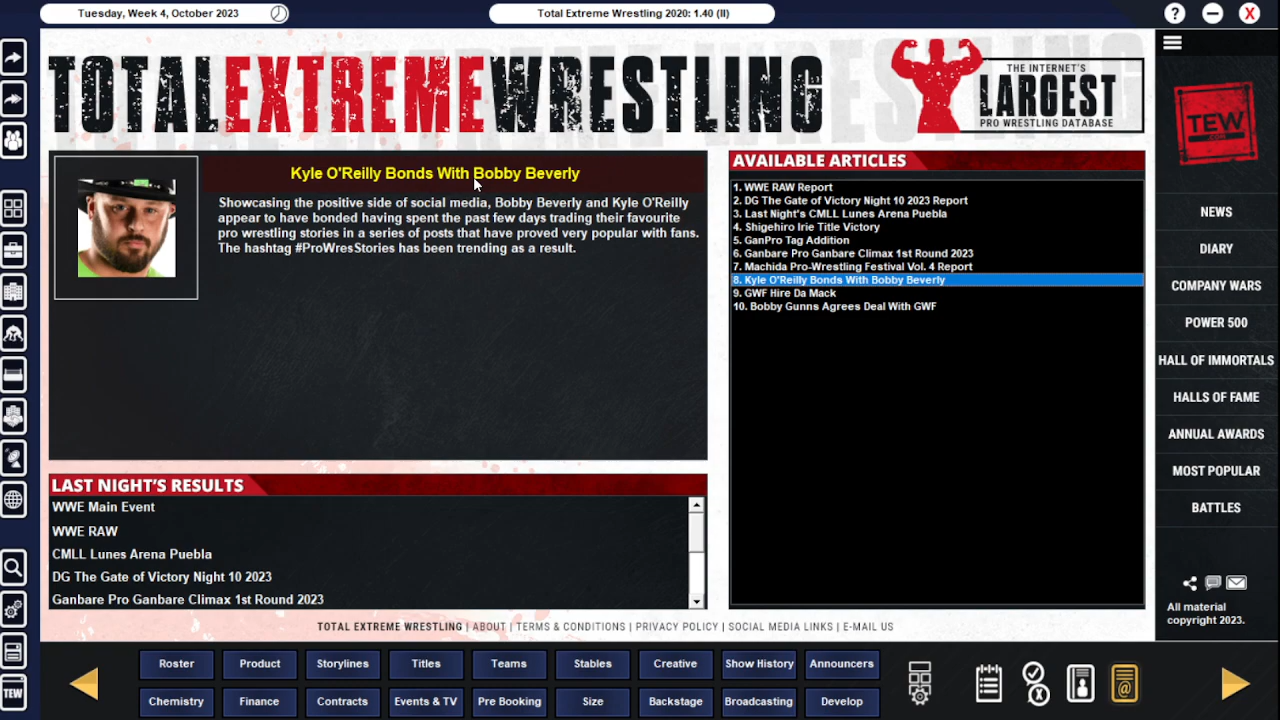 Tuesday, Week 4, October 2023
Total Extreme Wrestling 2020: 1.40 (II)
?
X
TOTALEXTREMEWRESTLING
THE INTERNET'S
LARGEST
PRO WRESTLING DATABASE
Kyle O'Reilly Bonds With Bobby Beverly
Showcasing the positive side of social media, Bobby Beverly and Kyle O'Reilly
appear to have bonded having spent the past few days trading their favourite
pro wrestling stories in a series of posts that have proved very popular with fans.
The hashtag #ProWresStories has been trending as a result.
AVAILABLE ARTICLES
1. WWE RAW Report
2. DG The Gate of Victory Night 10 2023 Report
3. Last Night's CMLL Lunes Arena Puebla
4. Shigehiro Irie Title Victory
5. GanPro Tag Addition
6. Ganbare Pro Ganbare Climax 1st Round 2023
7. Machida Pro-Wrestling Festival Vol. 4 Report
8. Kyle O'Reilly Bonds With Bobby Beverly
9. GWF Hire Da Mack
10. Bobby Gunns Agrees Deal With GWF
LAST NIGHT'S RESULTS
WWE Main Event
WWE RAW
CMLL Lunes Arena Puebla
DG The Gate of Victory Night 10 2023
Ganbare Pro Ganbare Climax 1st Round 2023
TOTAL EXTREME WRESTLING | ABOUT | TERMS & CONDITIONS | PRIVACY POLICY | SOCIAL MEDIA LINKS | E-MAIL US
TEW
.COM
NEWS
DIARY
COMPANY WARS
POWER 500
HALL OF IMMORTALS
HALLS OF FAME
ANNUAL AWARDS
MOST POPULAR
BATTLES
All material
copyright 2023.
TEW
Roster
Product
Storylines
Titles
Teams
Stables
Creative
Show History
Announcers
Chemistry
Finance
Contracts
Events & TV
Pre Booking
Size
Backstage
Broadcasting
Develop
@